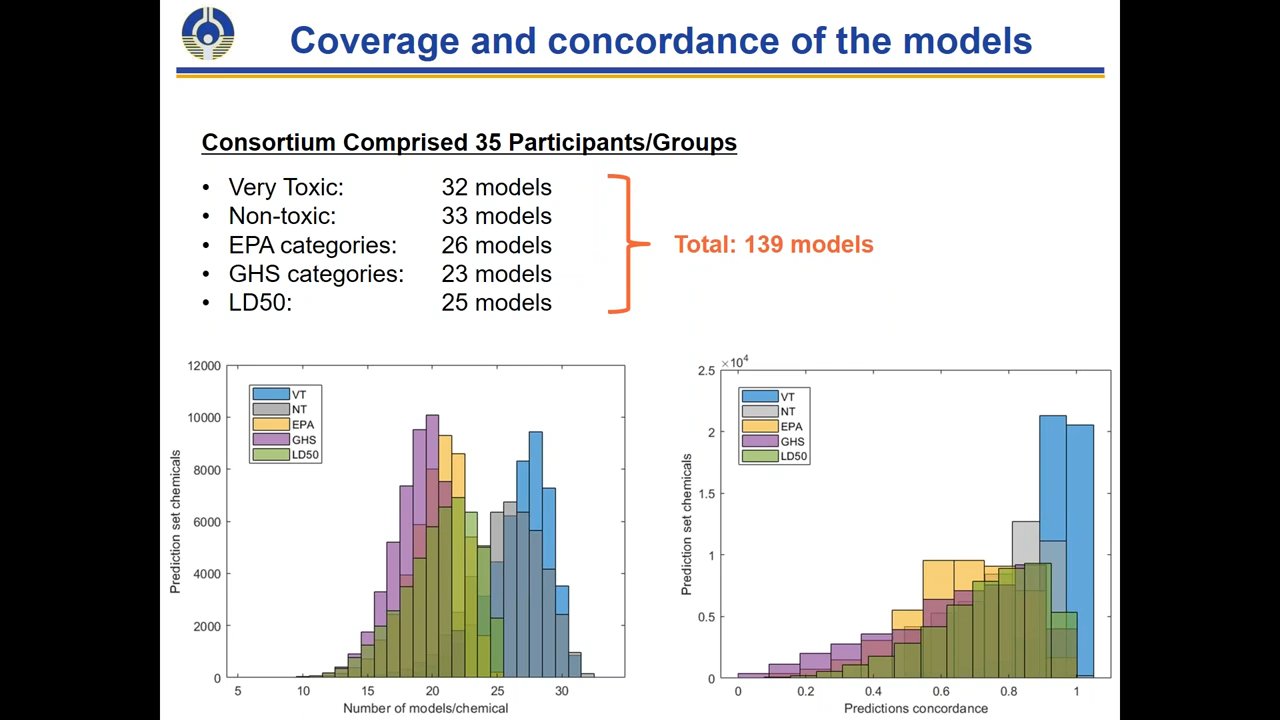 Coverage and concordance of the models
Consortium Comprised 35 Participants/Groups
• Very Toxic: 32 models
• Non-toxic: 33 models
• EPA categories: 26 models
• GHS categories: 23 models
• LD50: 25 models
Total: 139 models
12000
10000
8000
6000
4000
2000
0
Prediction set chemicals
VT
NT
EPA
GHS
LD50
5 10 15 20 25 30
Number of models/chemical
×10⁴
2.5
2
1.5
1
0.5
0
Prediction set chemicals
VT
NT
EPA
GHS
LD50
0 0.2 0.4 0.6 0.8 1
Predictions concordance